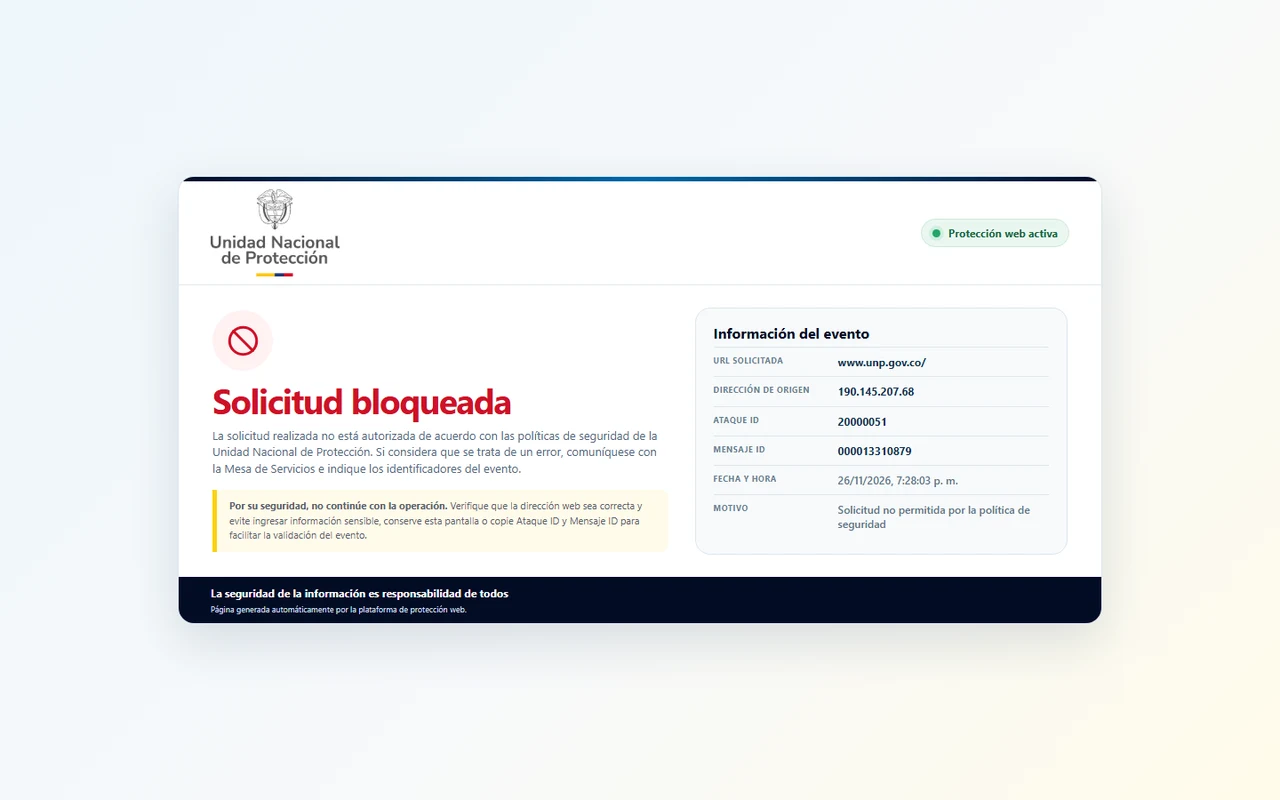 Unidad Nacional
de Protección
Protección web activa
Solicitud bloqueada
La solicitud realizada no está autorizada de acuerdo con las políticas de seguridad de la
Unidad Nacional de Protección. Si considera que se trata de un error, comuníquese con
la Mesa de Servicios e indique los identificadores del evento.
Por su seguridad, no continúe con la operación. Verifique que la dirección web sea correcta y
evite ingresar información sensible, conserve esta pantalla o copie Ataque ID y Mensaje ID para
facilitar la validación del evento.
Información del evento
URL SOLICITADA www.unp.gov.co/
DIRECCIÓN DE ORIGEN 190.145.207.68
ATAQUE ID 20000051
MENSAJE ID 000013310879
FECHA Y HORA 26/11/2026, 7:28:03 p. m.
MOTIVO Solicitud no permitida por la política de
seguridad
La seguridad de la información es responsabilidad de todos
Página generada automáticamente por la plataforma de protección web.